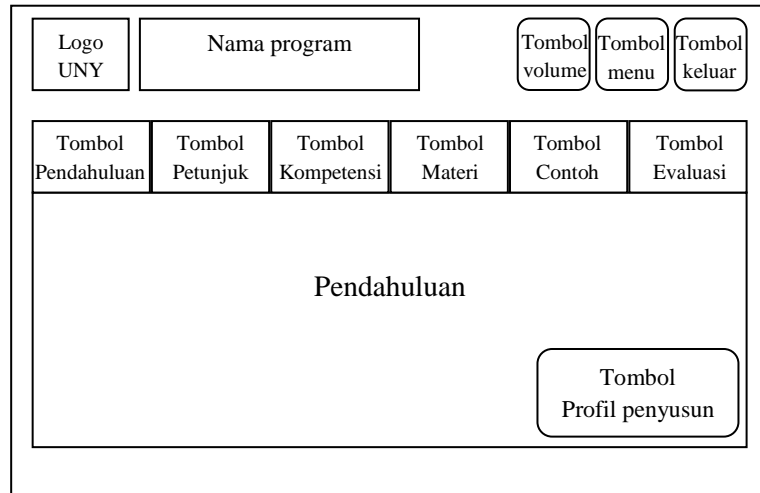 Logo
UNY
Nama program
Tombol
volume
Tombol
menu
Tombol
keluar
Tombol
Pendahuluan
Tombol
Petunjuk
Tombol
Kompetensi
Tombol
Materi
Tombol
Contoh
Tombol
Evaluasi
Pendahuluan
Tombol
Profil penyusun